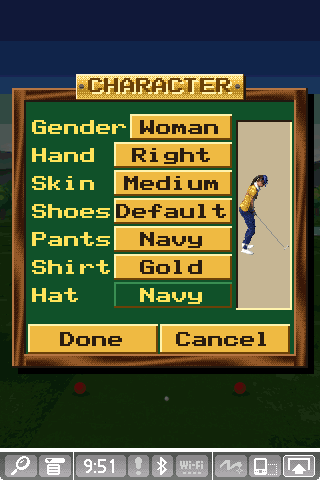 CHARACTER
Gender Woman
Hand Right
Skin Medium
Shoes Default
Pants Navy
Shirt Gold
Hat Navy
Done Cancel
9:51 Wi-Fi